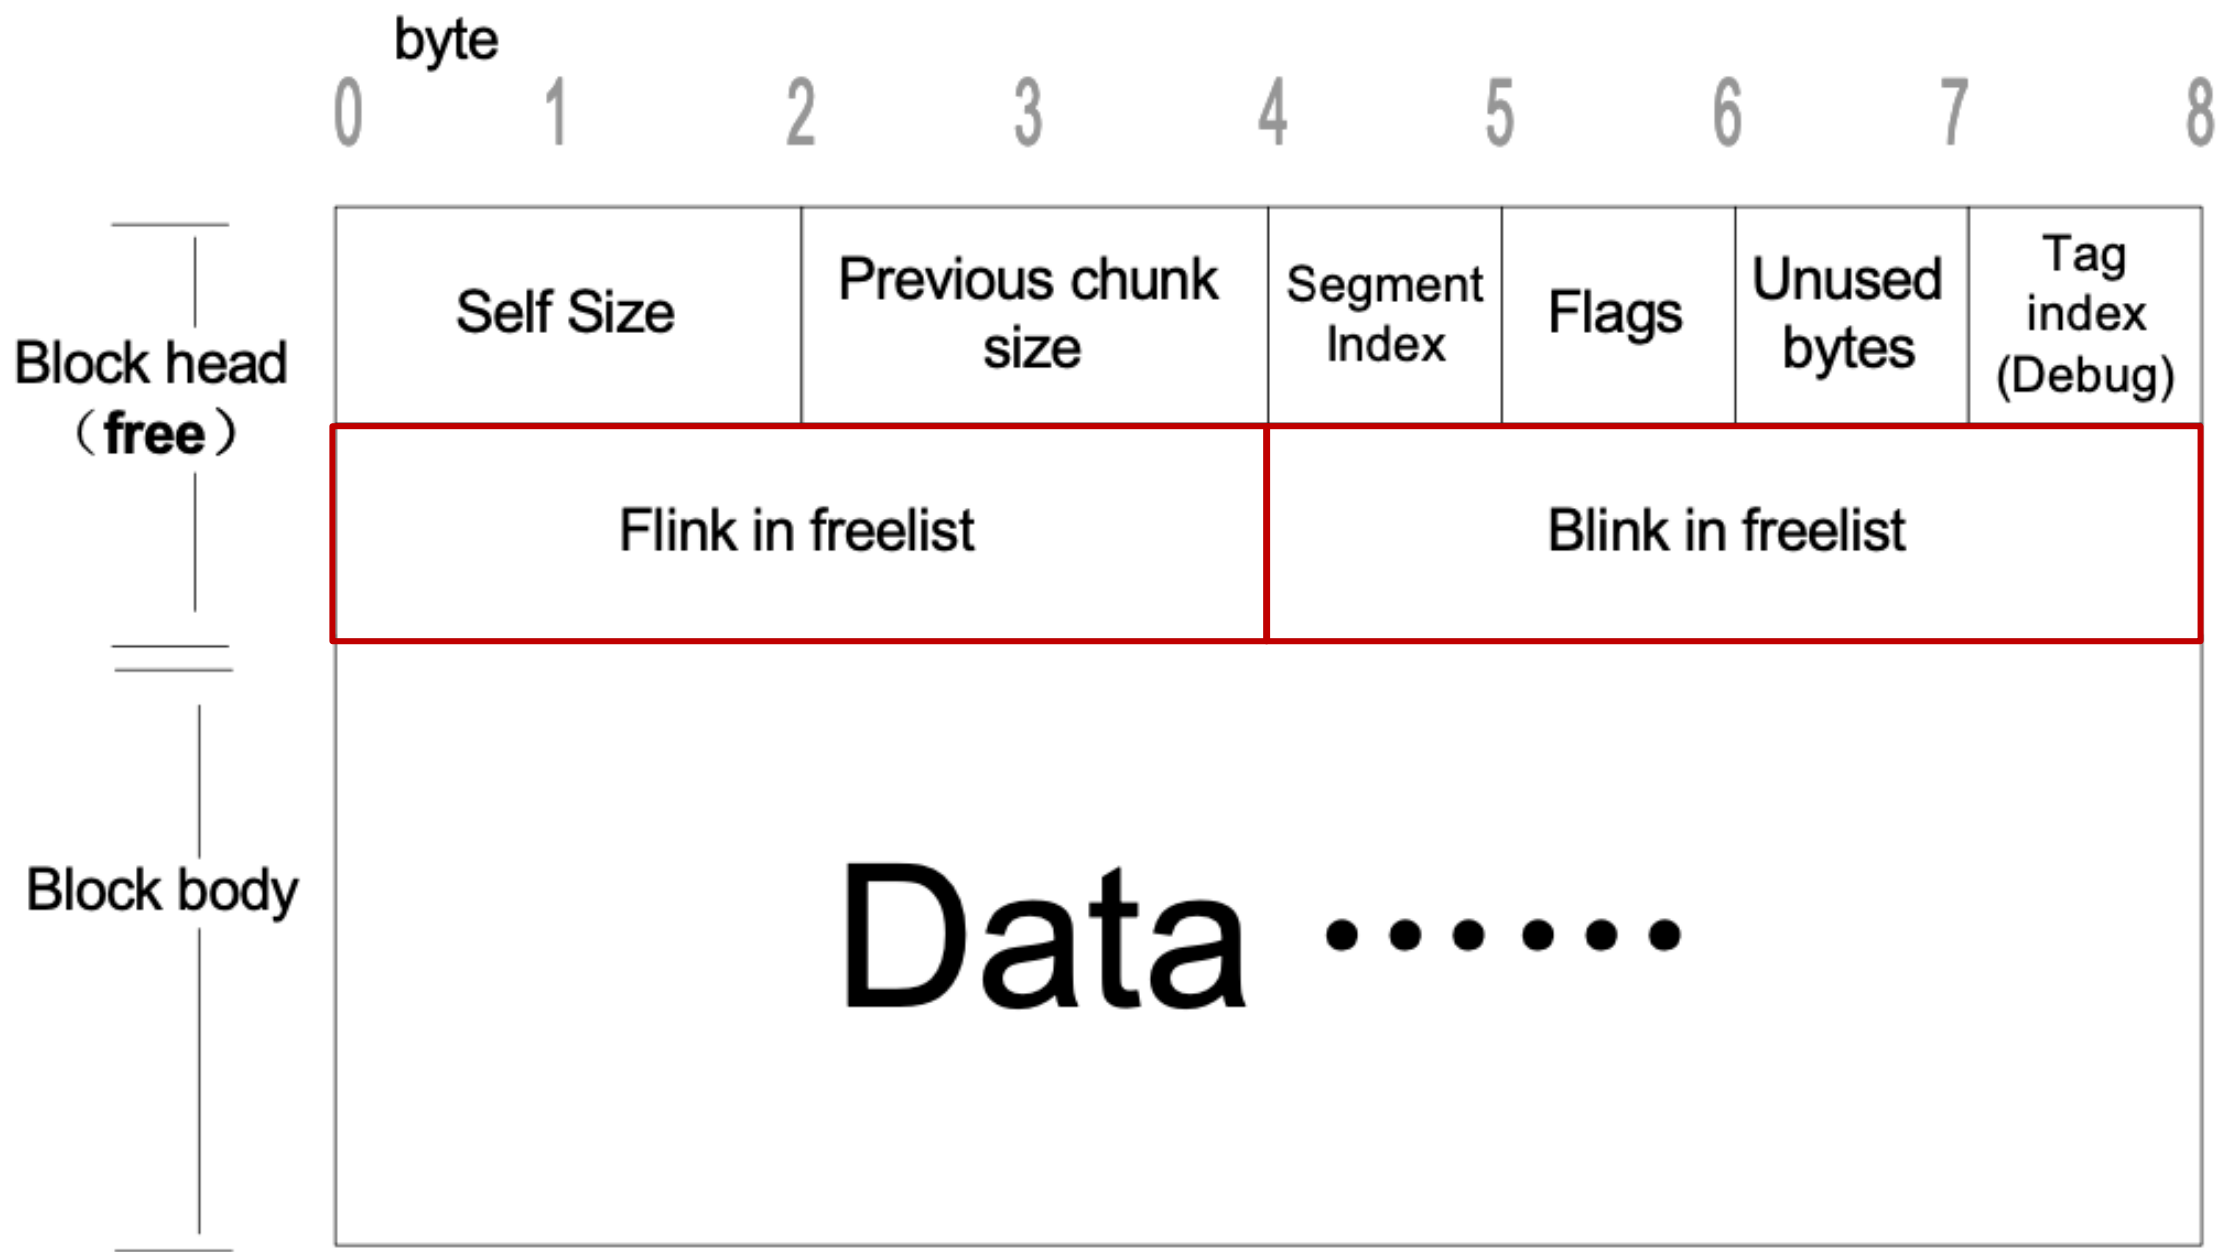 byte
0 1 2 3 4 5 6 7 8
Block head
（free）
Self Size
Previous chunk
size
Segment
Index
Flags
Unused
bytes
Tag
index
(Debug)
Flink in freelist
Blink in freelist
Block body
Data ······